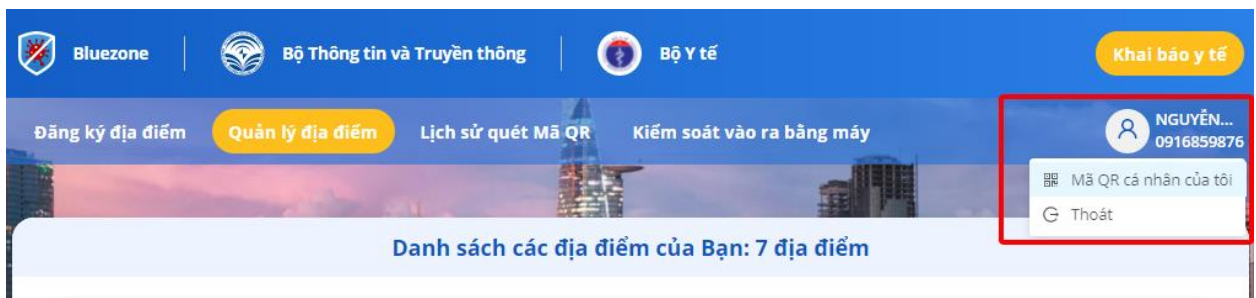 Bluezone
Bộ Thông tin và Truyền thông
Bộ Y tế
Khai báo y tế
Đăng ký địa điểm
Quản lý địa điểm
Lịch sử quét Mã QR
Kiểm soát vào ra bằng máy
NGUYỄN...
0916859876
Mã QR cá nhân của tôi
Thoát
Danh sách các địa điểm của Bạn: 7 địa điểm